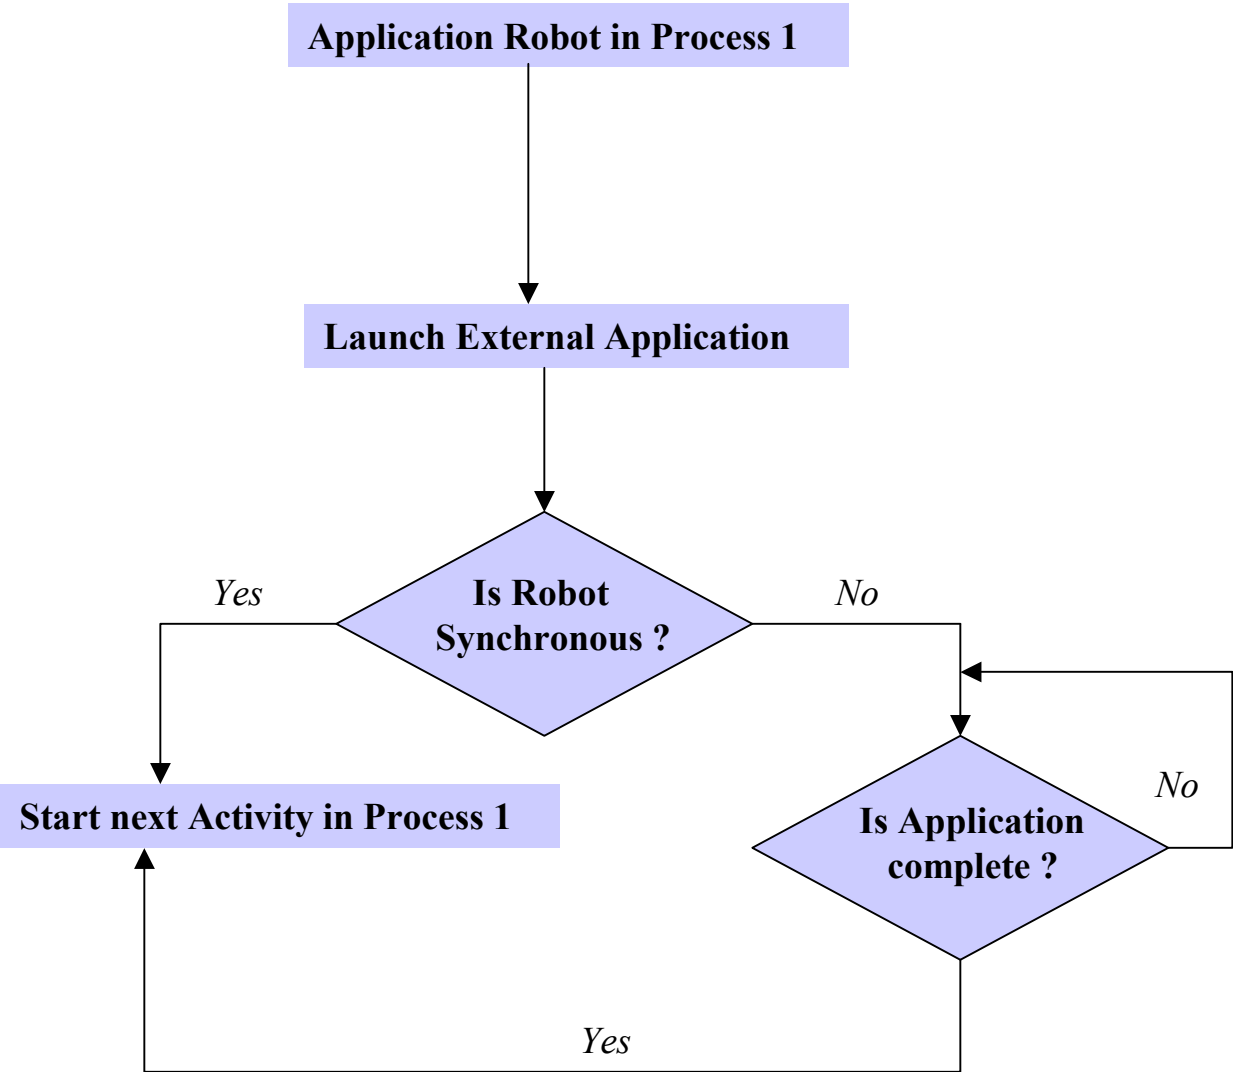 Application Robot in Process 1
Launch External Application
Yes
Is Robot
Synchronous ?
No
Start next Activity in Process 1
Is Application
complete ?
No
Yes